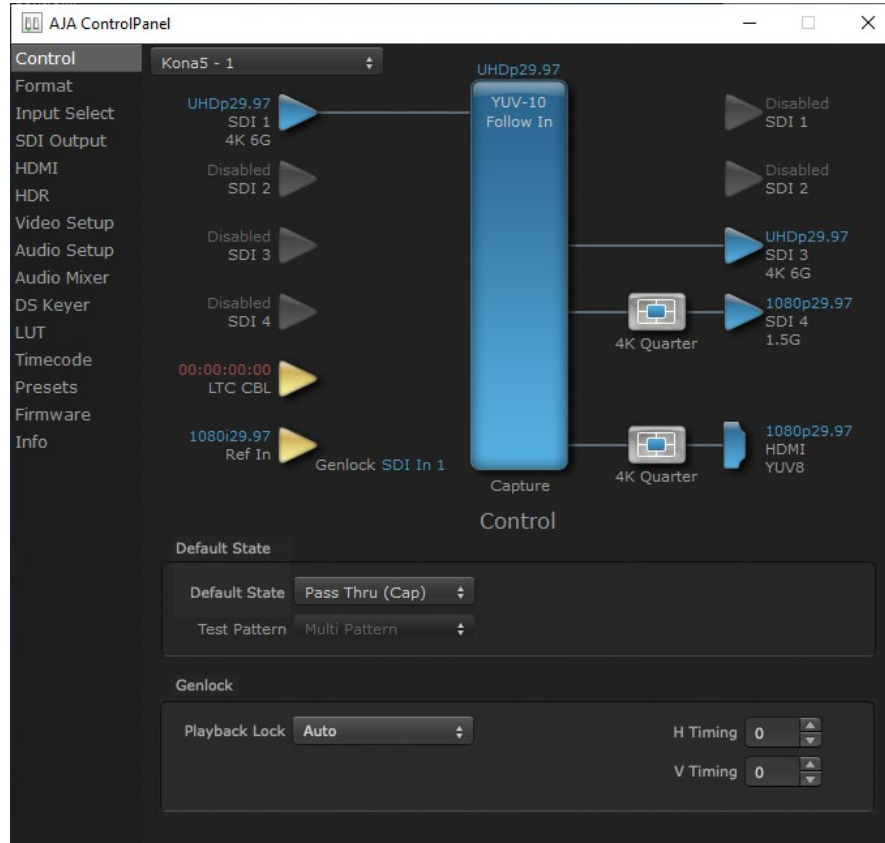 AJA ControlPanel
Control
Format
Input Select
SDI Output
HDMI
HDR
Video Setup
Audio Setup
Audio Mixer
DS Keyer
LUT
Timecode
Presets
Firmware
Info
Kona5 - 1
UHDp29.97
YUV-10
Follow In
UHDp29.97
SDI 1
4K 6G
Disabled
SDI 2
Disabled
SDI 3
Disabled
SDI 4
00:00:00:00
LTC CBL
1080i29.97
Ref In
Genlock SDI In 1
Capture
Disabled
SDI 1
Disabled
SDI 2
UHDp29.97
SDI 3
4K 6G
4K Quarter
1080p29.97
SDI 4
1.5G
4K Quarter
1080p29.97
HDMI
YUV8
Control
Default State
Default State Pass Thru (Cap)
Test Pattern Multi Pattern
Genlock
Playback Lock Auto
H Timing 0
V Timing 0